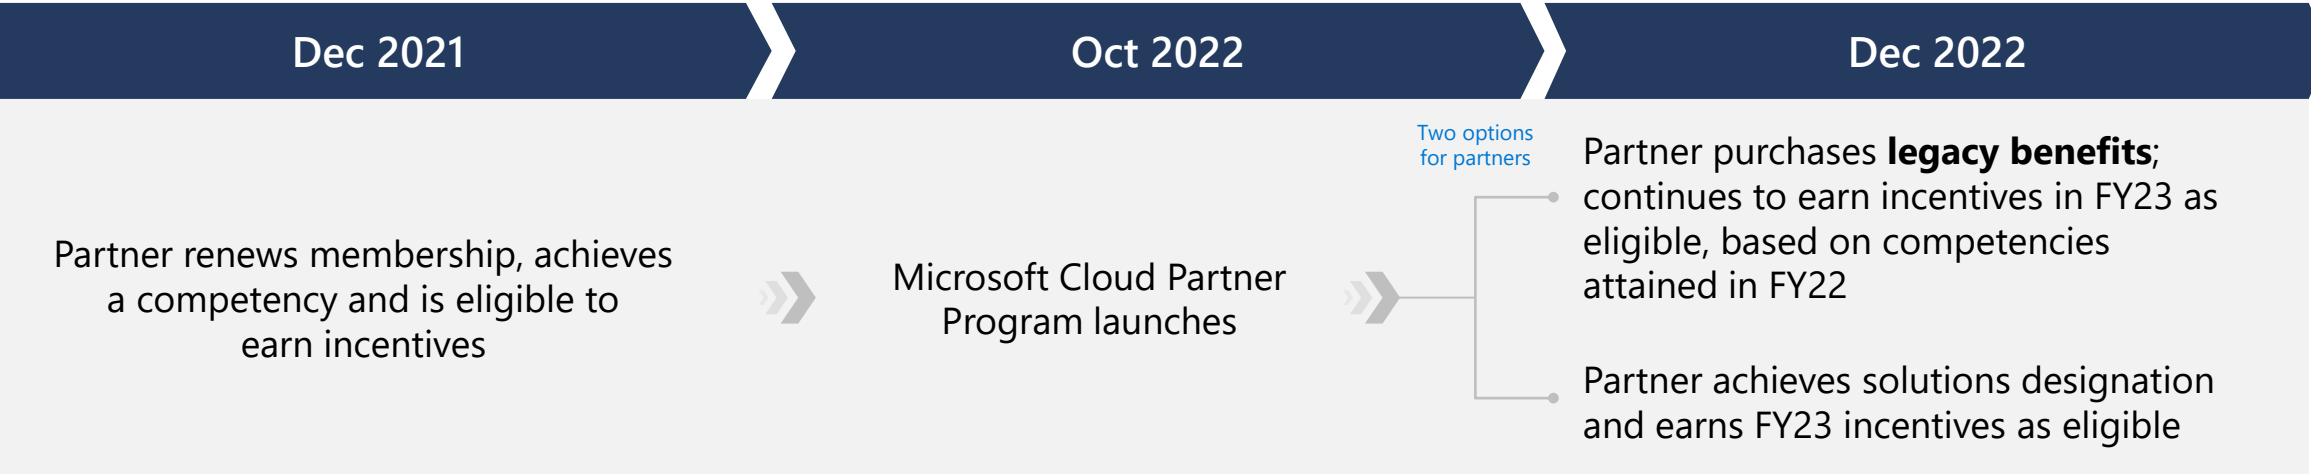 Dec 2021
Oct 2022
Dec 2022
Partner renews membership, achieves
a competency and is eligible to
earn incentives
Microsoft Cloud Partner
Program launches
Two options
for partners
Partner purchases legacy benefits;
continues to earn incentives in FY23 as
eligible, based on competencies
attained in FY22
Partner achieves solutions designation
and earns FY23 incentives as eligible